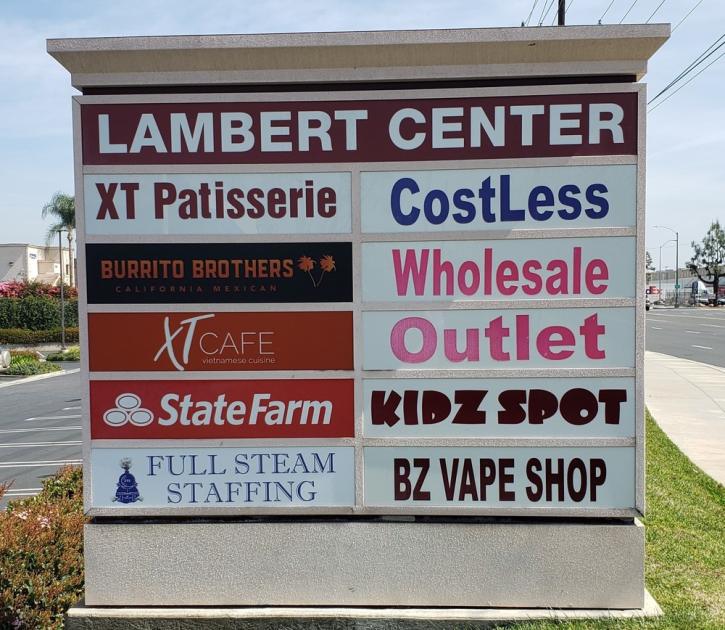 LAMBERT CENTER
XT Patisserie
CostLess
BURRITO BROTHERS
CALIFORNIA MEXICAN
Wholesale
XT CAFE
vietnamese cuisine
Outlet
StateFarm
KIDZ SPOT
FULL STEAM
STAFFING
BZ VAPE SHOP